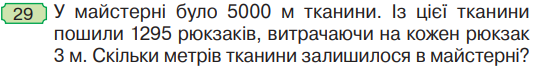 29 У майстерні було 5000 м тканини. Із цієї тканини
пошили 1295 рюкзаків, витрачаючи на кожен рюкзак
3 м. Скільки метрів тканини залишилося в майстерні?